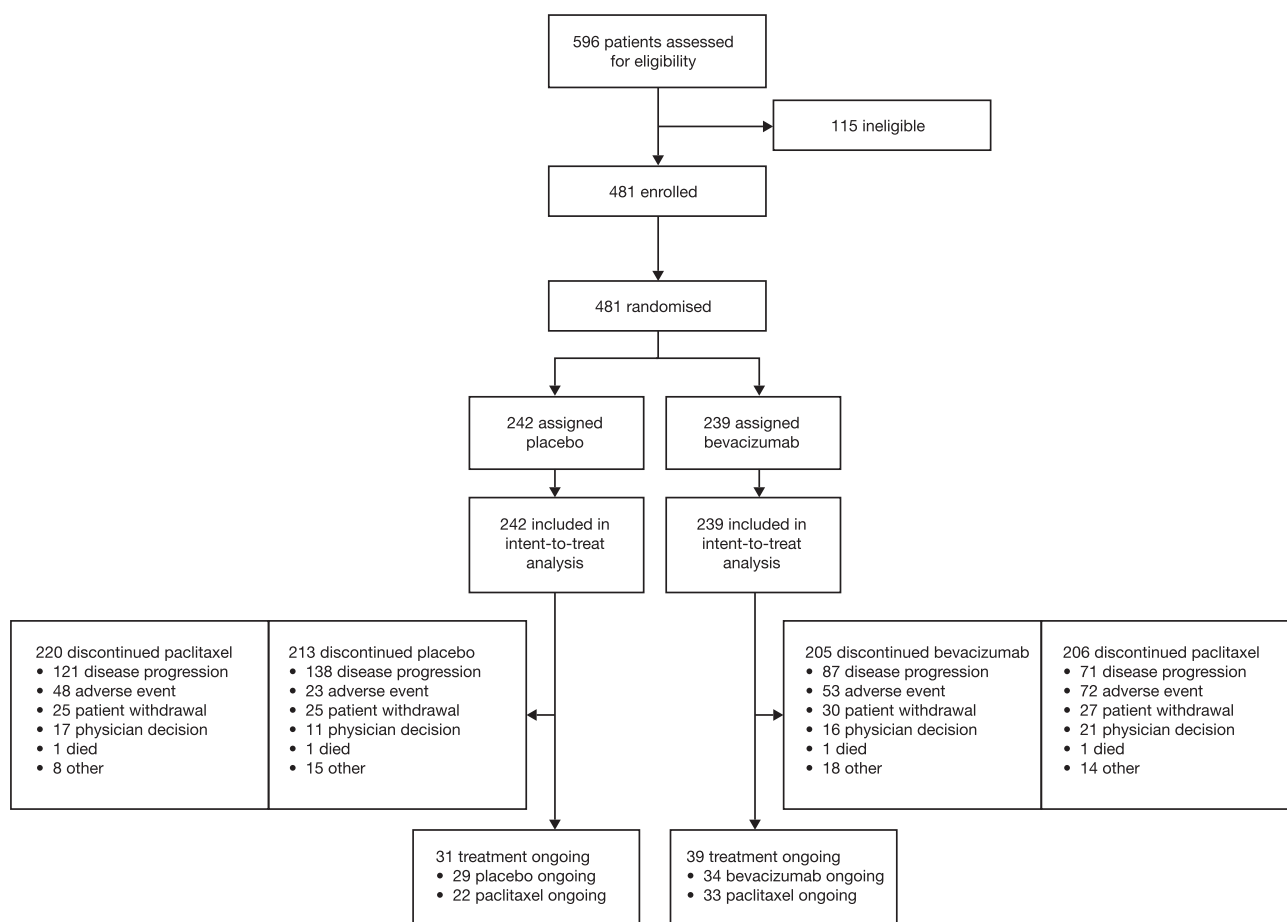 596 patients assessed
for eligibility
115 ineligible
481 enrolled
481 randomised
242 assigned
placebo
239 assigned
bevacizumab
242 included in
intent-to-treat
analysis
239 included in
intent-to-treat
analysis
220 discontinued paclitaxel
• 121 disease progression
• 48 adverse event
• 25 patient withdrawal
• 17 physician decision
• 1 died
• 8 other
213 discontinued placebo
• 138 disease progression
• 23 adverse event
• 25 patient withdrawal
• 11 physician decision
• 1 died
• 15 other
205 discontinued bevacizumab
• 87 disease progression
• 53 adverse event
• 30 patient withdrawal
• 16 physician decision
• 1 died
• 18 other
206 discontinued paclitaxel
• 71 disease progression
• 72 adverse event
• 27 patient withdrawal
• 21 physician decision
• 1 died
• 14 other
31 treatment ongoing
• 29 placebo ongoing
• 22 paclitaxel ongoing
39 treatment ongoing
• 34 bevacizumab ongoing
• 33 paclitaxel ongoing